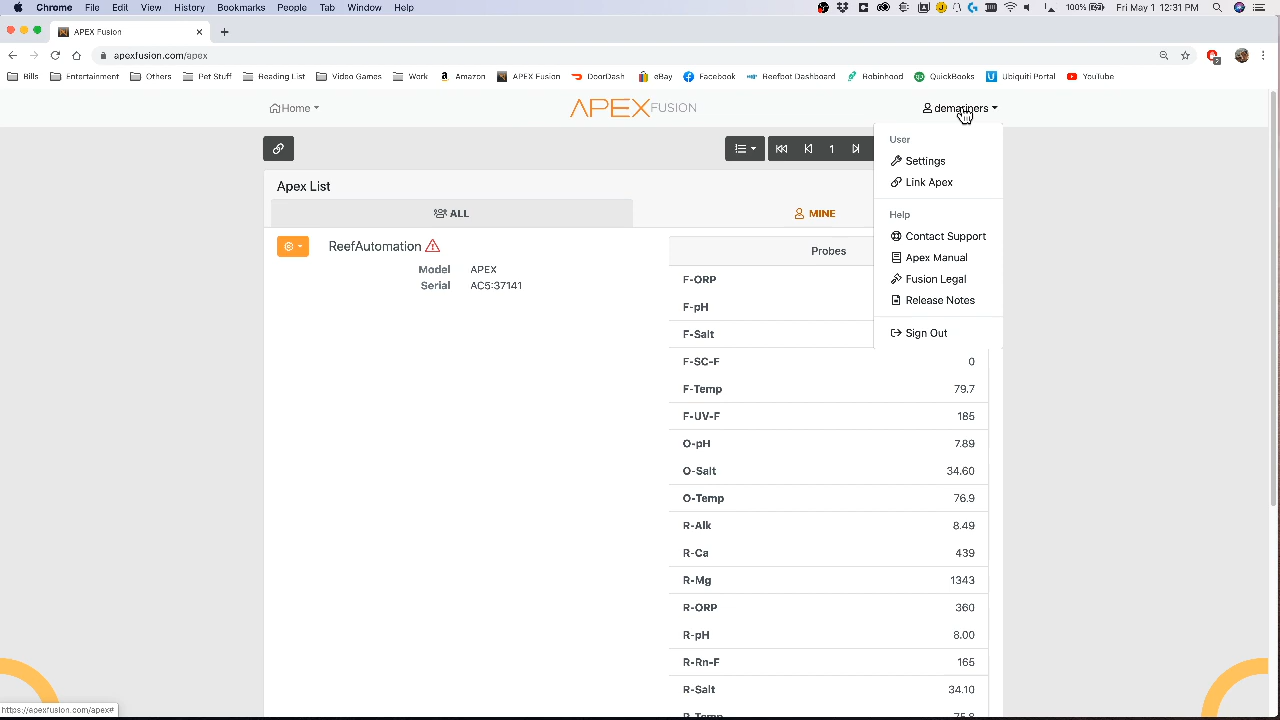 Chrome File Edit View History Bookmarks People Tab Window Help 100% Fri May 1 12:31 PM
APEX Fusion
apexfusion.com/apex
Bills Entertainment Others Pet Stuff Reading List Video Games Work Amazon APEX Fusion DoorDash eBay Facebook Reefbot Dashboard Robinhood QuickBooks Ubiquiti Portal YouTube
Home APEX FUSION
1
Apex List
ALL MINE
ReefAutomation
Model APEX
Serial AC5:37141
User
Settings
Link Apex
Help
Contact Support
Apex Manual
Fusion Legal
Release Notes
Sign Out
Probes
F-ORP
F-pH
F-Salt
F-SC-F 0
F-Temp 79.7
F-UV-F 185
O-pH 7.89
O-Salt 34.60
O-Temp 76.9
R-Alk 8.49
R-Ca 439
R-Mg 1343
R-ORP 360
R-pH 8.00
R-Rn-F 165
R-Salt 34.10
R-Temp 75.8
https://apexfusion.com/apex#